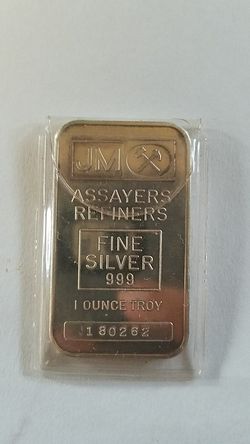 JM
ASSAYERS
REFINERS
FINE
SILVER
999
1 OUNCE TROY
J180262